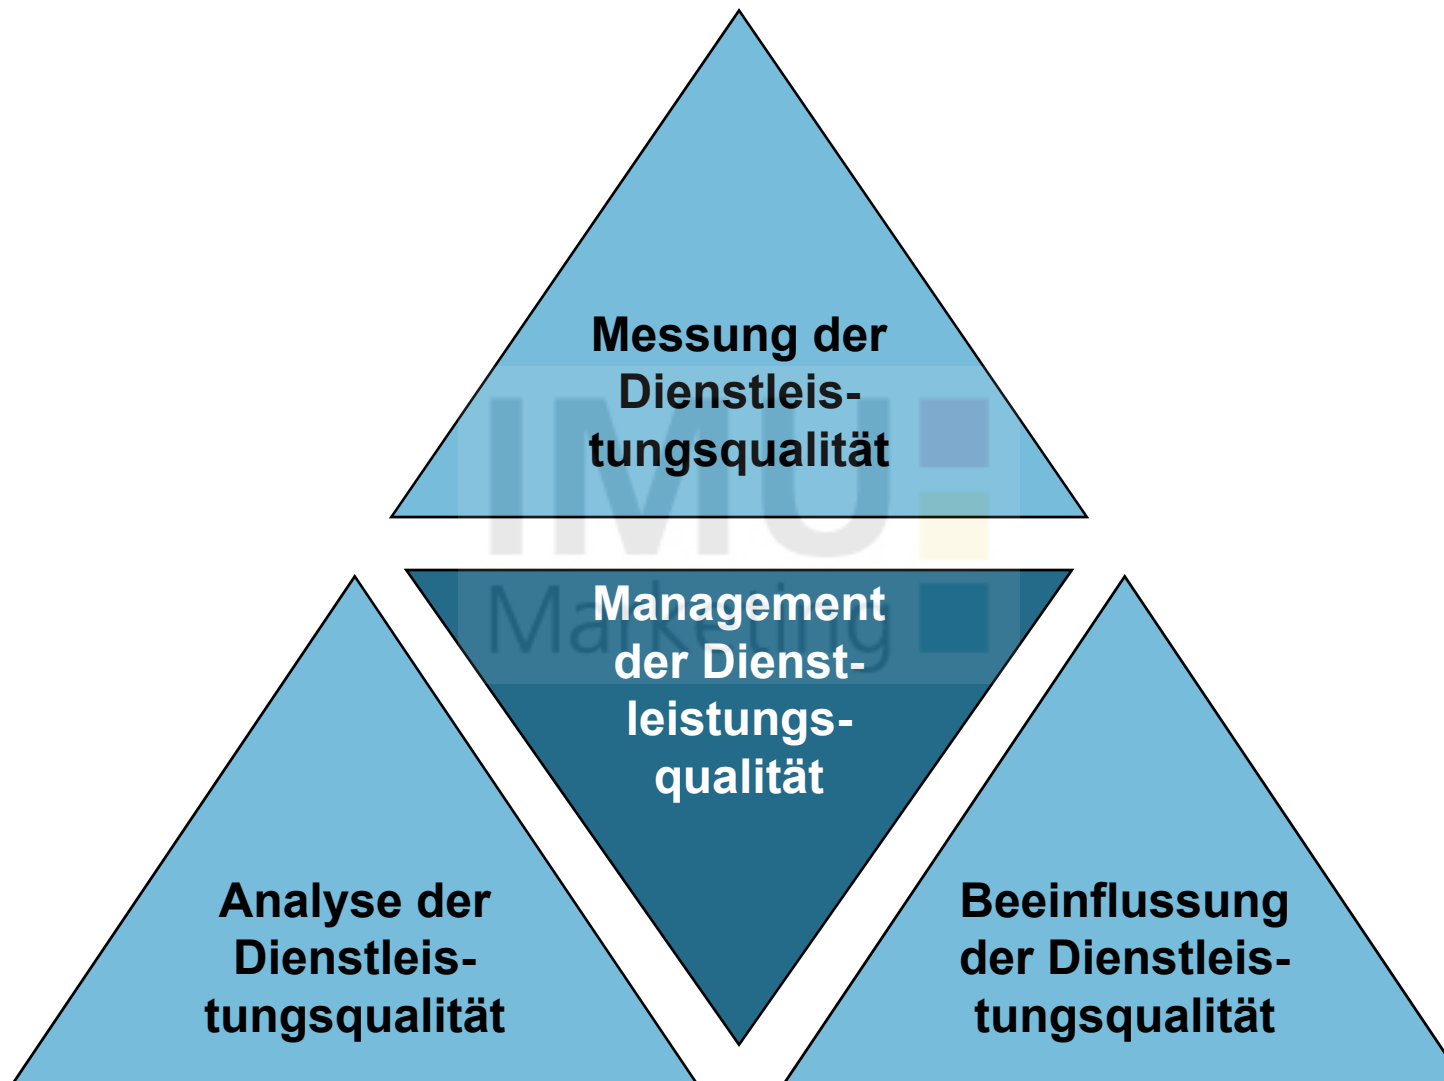 Messung der
Dienstleis-
tungsqualität
IMU
Marketing
Management
der Dienst-
leistungs-
qualität
Analyse der
Dienstleis-
tungsqualität
Beeinflussung
der Dienstleis-
tungsqualität